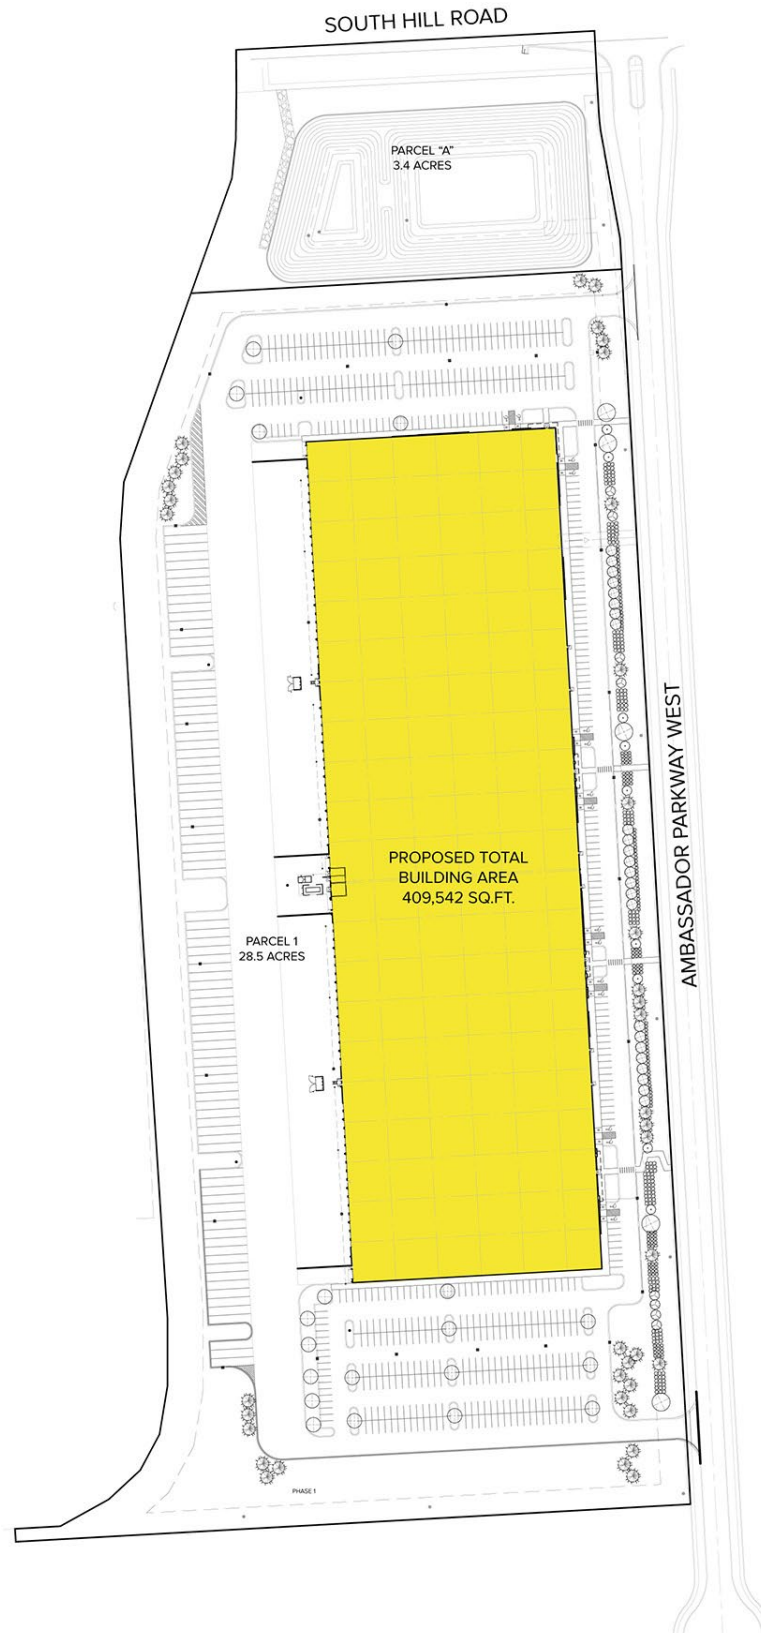 SOUTH HILL ROAD
PARCEL "A"
3.4 ACRES
AMBASSADOR PARKWAY WEST
PROPOSED TOTAL
BUILDING AREA
409,542 SQ.FT.
PARCEL 1
28.5 ACRES
PHASE 1